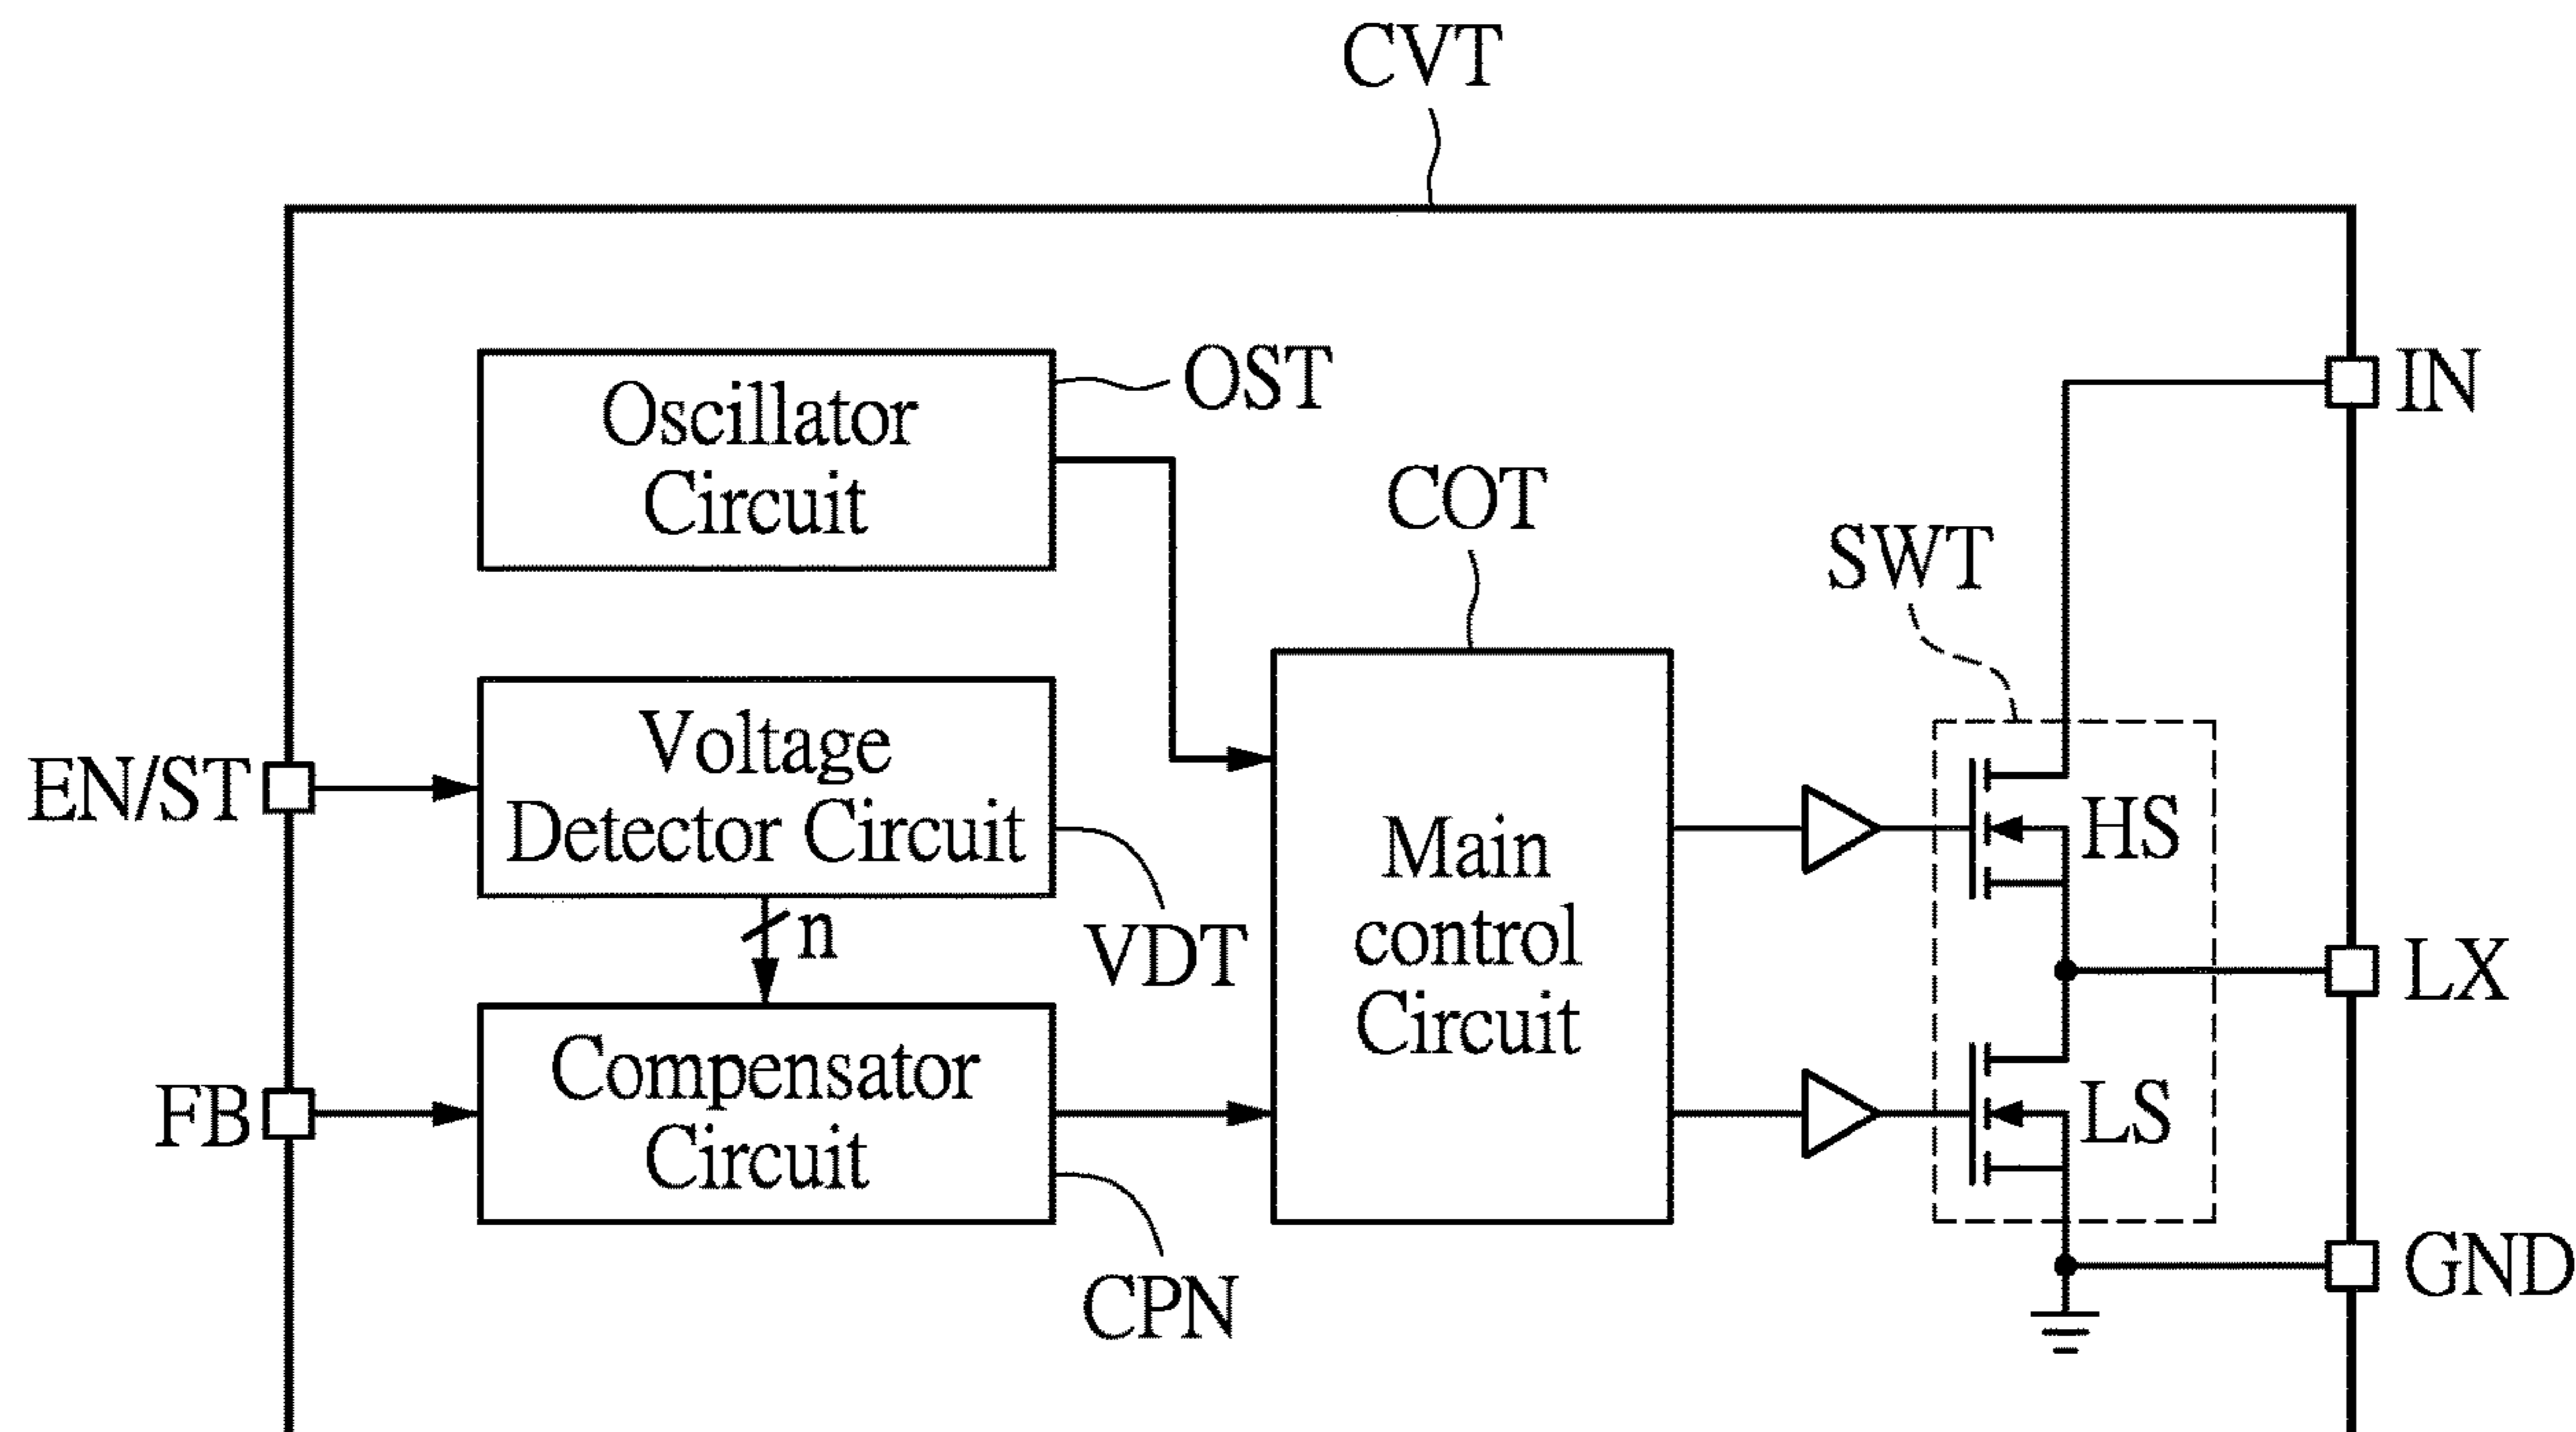 CVT
Oscillator
Circuit
OST
IN
COT
SWT
EN/ST
Voltage
Detector Circuit
n
VDT
Main
control
Circuit
HS
LX
FB
Compensator
Circuit
CPN
LS
GND